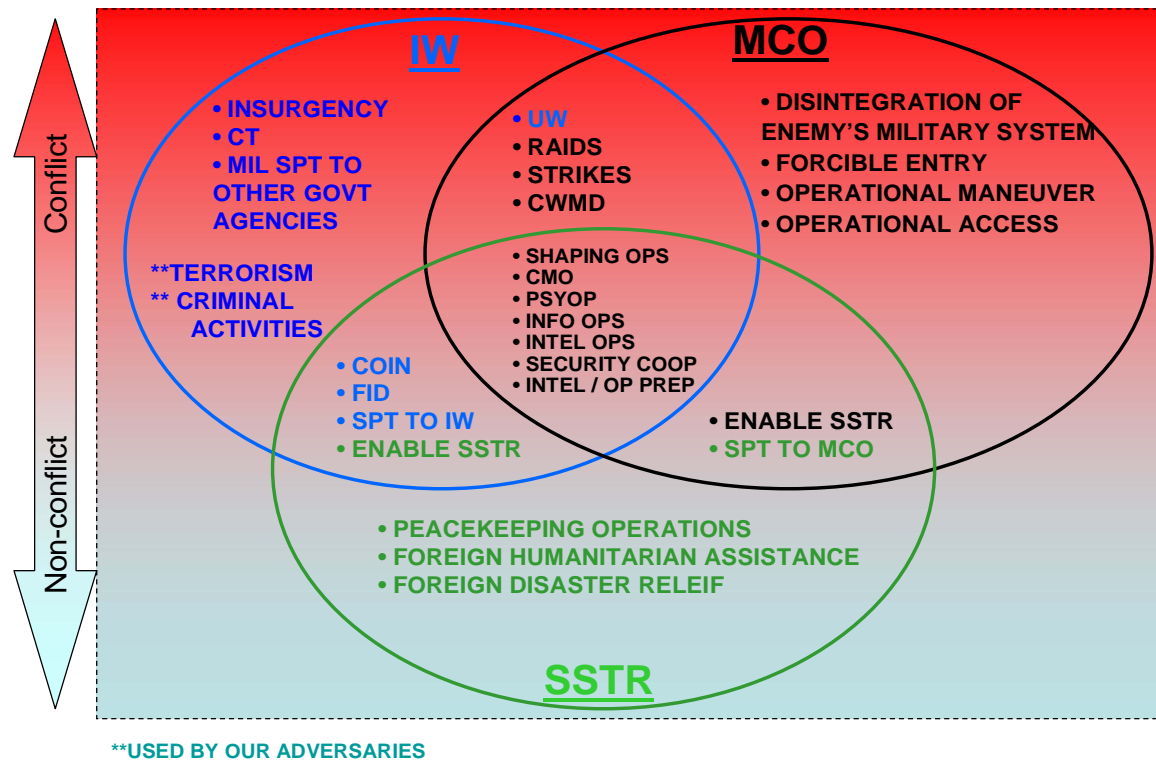 Conflict
Non-conflict
IW
• INSURGENCY
• CT
• MIL SPT TO
OTHER GOVT
AGENCIES
**TERRORISM
** CRIMINAL
ACTIVITIES
• UW
• RAIDS
• STRIKES
• CWMD
MCO
• DISINTEGRATION OF
ENEMY’S MILITARY SYSTEM
• FORCIBLE ENTRY
• OPERATIONAL MANEUVER
• OPERATIONAL ACCESS
• SHAPING OPS
• CMO
• PSYOP
• INFO OPS
• INTEL OPS
• SECURITY COOP
• INTEL / OP PREP
• COIN
• FID
• SPT TO IW
• ENABLE SSTR
• ENABLE SSTR
• SPT TO MCO
• PEACEKEEPING OPERATIONS
• FOREIGN HUMANITARIAN ASSISTANCE
• FOREIGN DISASTER RELEIF
SSTR
**USED BY OUR ADVERSARIES